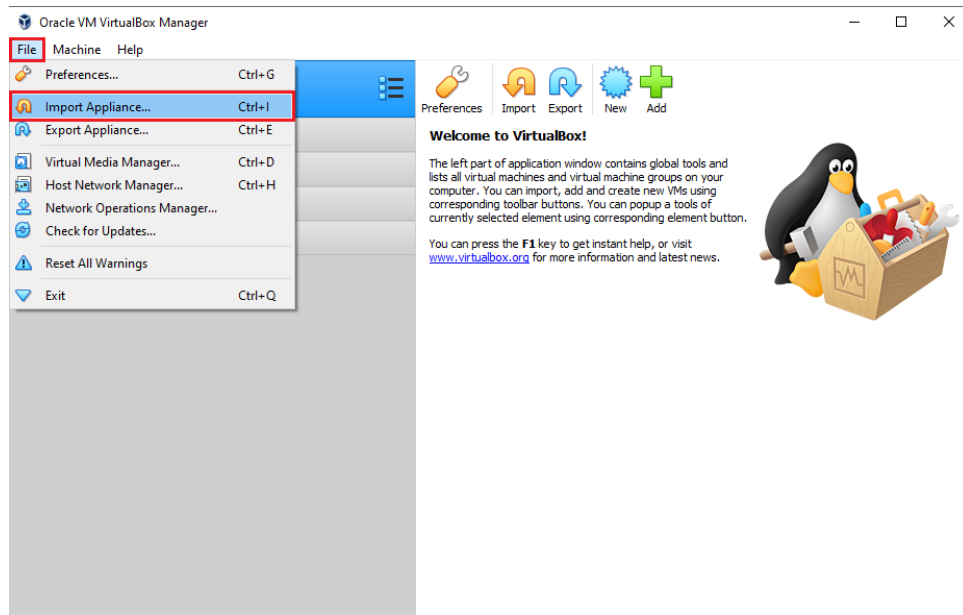 Oracle VM VirtualBox Manager
File Machine Help
Preferences... Ctrl+G
Import Appliance... Ctrl+I
Export Appliance... Ctrl+E
Virtual Media Manager... Ctrl+D
Host Network Manager... Ctrl+H
Network Operations Manager...
Check for Updates...
Reset All Warnings
Exit Ctrl+Q
Preferences Import Export New Add
Welcome to VirtualBox!
The left part of application window contains global tools and
lists all virtual machines and virtual machine groups on your
computer. You can import, add and create new VMs using
corresponding toolbar buttons. You can popup a tools of
currently selected element using corresponding element button.
You can press the F1 key to get instant help, or visit
www.virtualbox.org for more information and latest news.